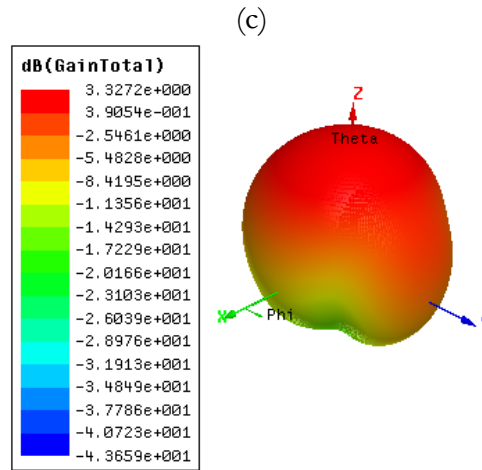 (c)
dB(GainTotal)
3.3272e+000
3.9054e-001
-2.5461e+000
-5.4828e+000
-8.4195e+000
-1.1356e+001
-1.4293e+001
-1.7229e+001
-2.0166e+001
-2.3103e+001
-2.6039e+001
-2.8976e+001
-3.1913e+001
-3.4849e+001
-3.7786e+001
-4.0723e+001
-4.3659e+001
Z
Theta
X
Phi